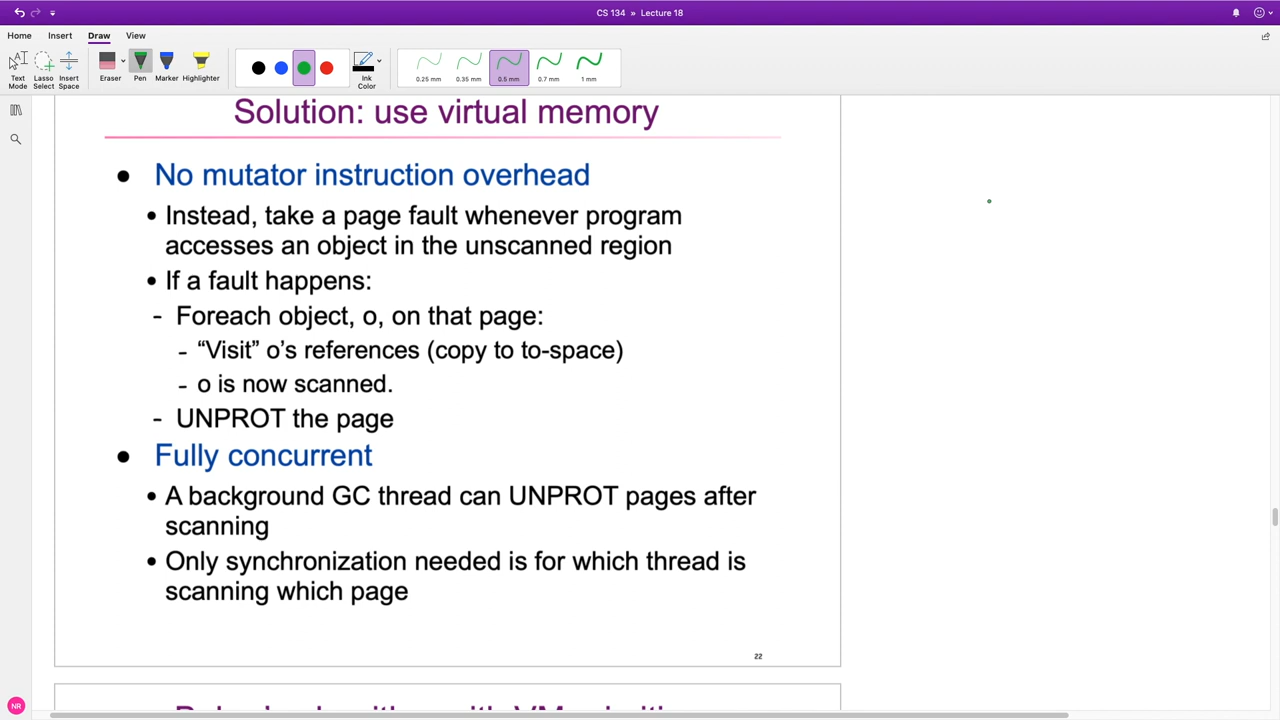 CS 134 » Lecture 18
Home Insert Draw View
Text Mode
Lasso Select
Insert Space
Eraser
Pen
Marker
Highlighter
Ink Color
0.25 mm
0.35 mm
0.5 mm
0.7 mm
1 mm
Solution: use virtual memory
● No mutator instruction overhead
• Instead, take a page fault whenever program
accesses an object in the unscanned region
• If a fault happens:
- Foreach object, o, on that page:
- “Visit” o’s references (copy to to-space)
- o is now scanned.
- UNPROT the page
● Fully concurrent
• A background GC thread can UNPROT pages after
scanning
• Only synchronization needed is for which thread is
scanning which page
22
NR